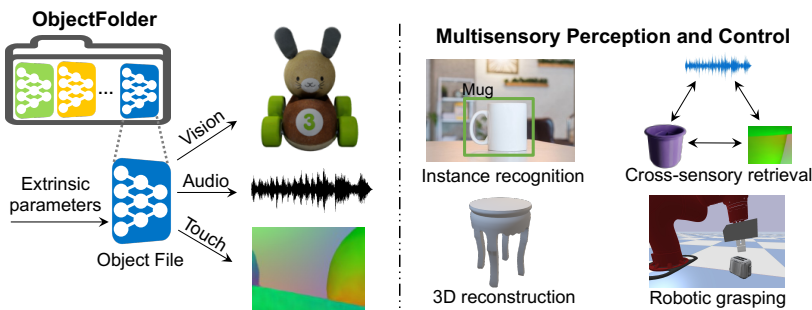 ObjectFolder
...
Vision
3
Extrinsic
parameters
Audio
Touch
Object File
Multisensory Perception and Control
Mug
Instance recognition
Cross-sensory retrieval
3D reconstruction
Robotic grasping